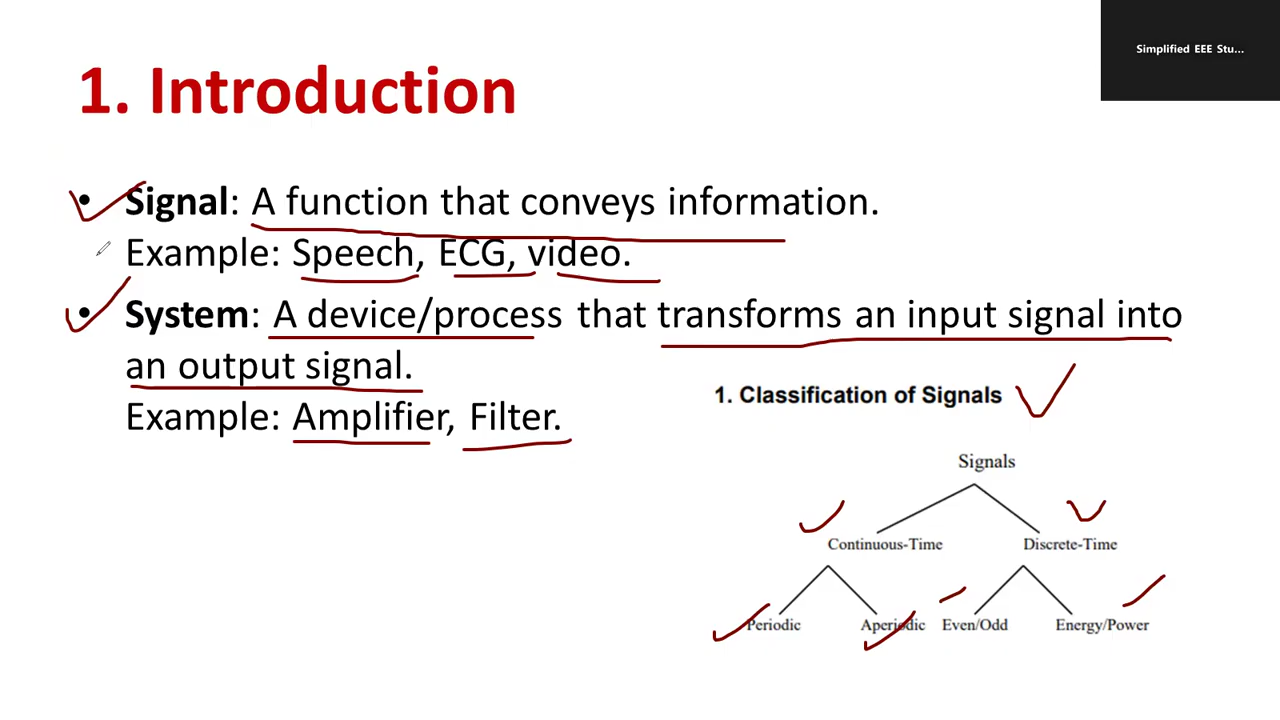 Simplified EEE Stu...
1. Introduction
• Signal: A function that conveys information.
Example: Speech, ECG, video.
• System: A device/process that transforms an input signal into
an output signal.
Example: Amplifier, Filter.
1. Classification of Signals
Signals
Continuous-Time Discrete-Time
Periodic Aperiodic Even/Odd Energy/Power